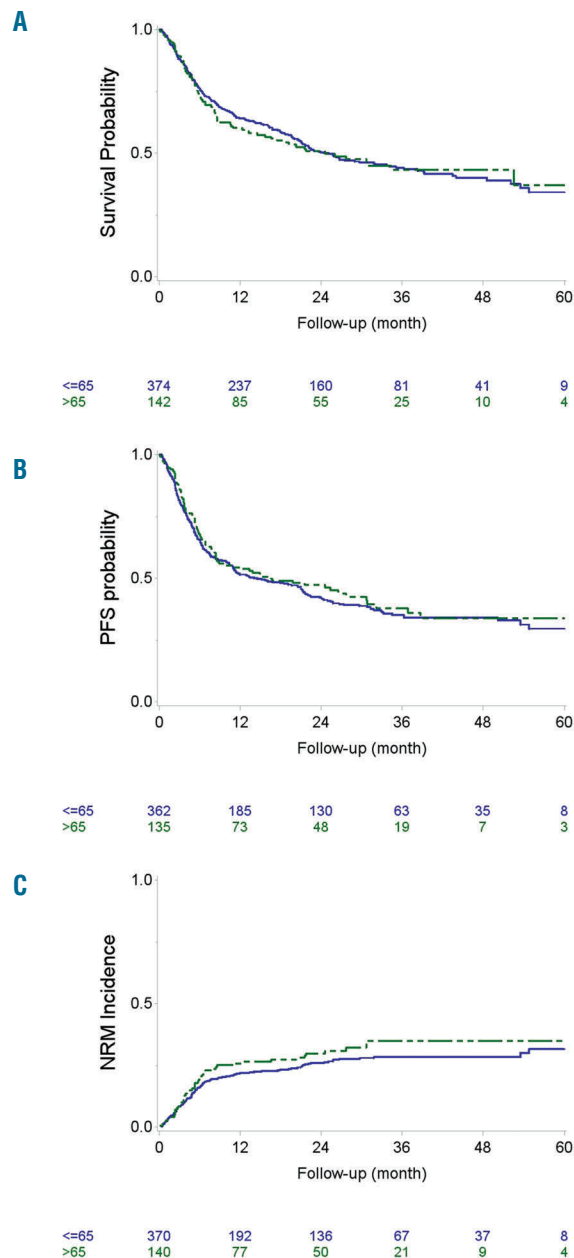 A
1.0
0.5
0.0
Survival Probability
0 12 24 36 48 60
Follow-up (month)
<=65 374 237 160 81 41 9
>65 142 85 55 25 10 4
B
1.0
0.5
0.0
PFS probability
0 12 24 36 48 60
Follow-up (month)
<=65 362 185 130 63 35 8
>65 135 73 48 19 7 3
C
1.0
0.5
0.0
NRM Incidence
0 12 24 36 48 60
Follow-up (month)
<=65 370 192 136 67 37 8
>65 140 77 50 21 9 4